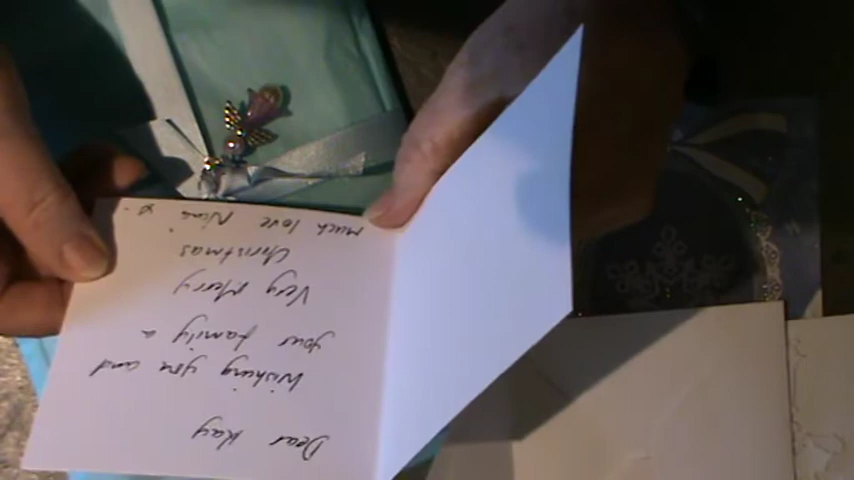 Dear Kay
Wishing you and
your family a
Very Merry
Christmas
much love Nina x